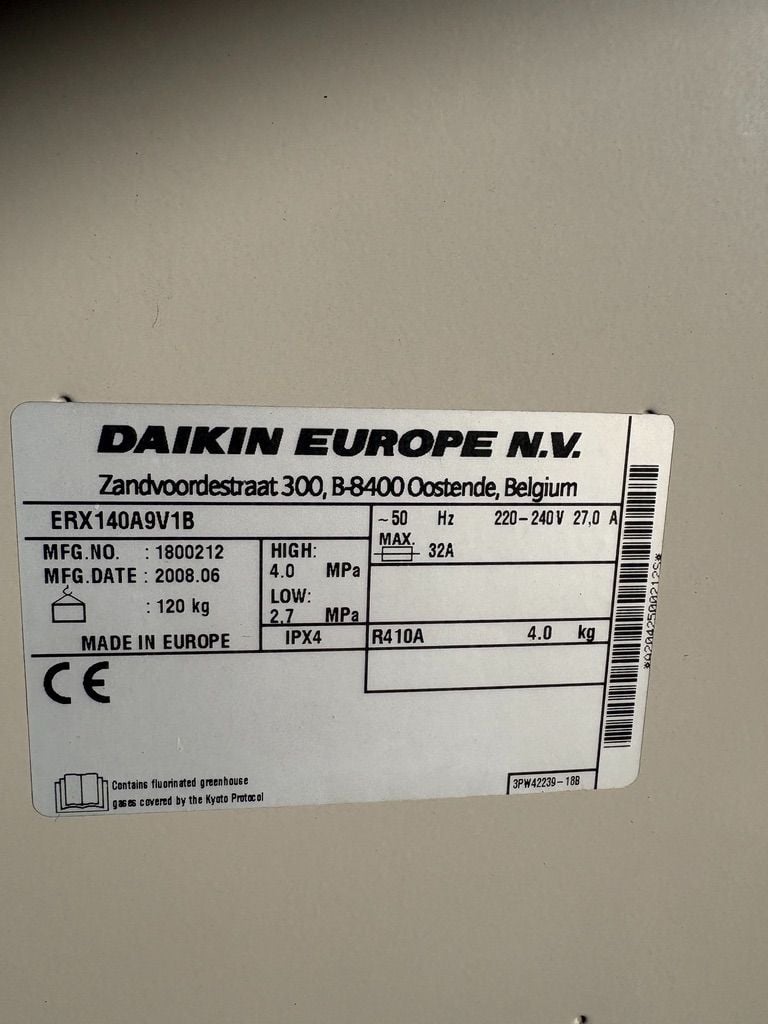 DAIKIN EUROPE N.V.
Zandvoordestraat 300, B-8400 Oostende, Belgium
ERX140A9V1B
~50 Hz 220-240V 27,0 A
MAX. 32A
MFG.NO. : 1800212
MFG.DATE : 2008.06
: 120 kg
MADE IN EUROPE
HIGH:
4.0 MPa
LOW:
2.7 MPa
IPX4
R410A 4.0 kg
CE
Contains fluorinated greenhouse
gases covered by the Kyoto Protocol
3PW42239-18B
*A20425002125*